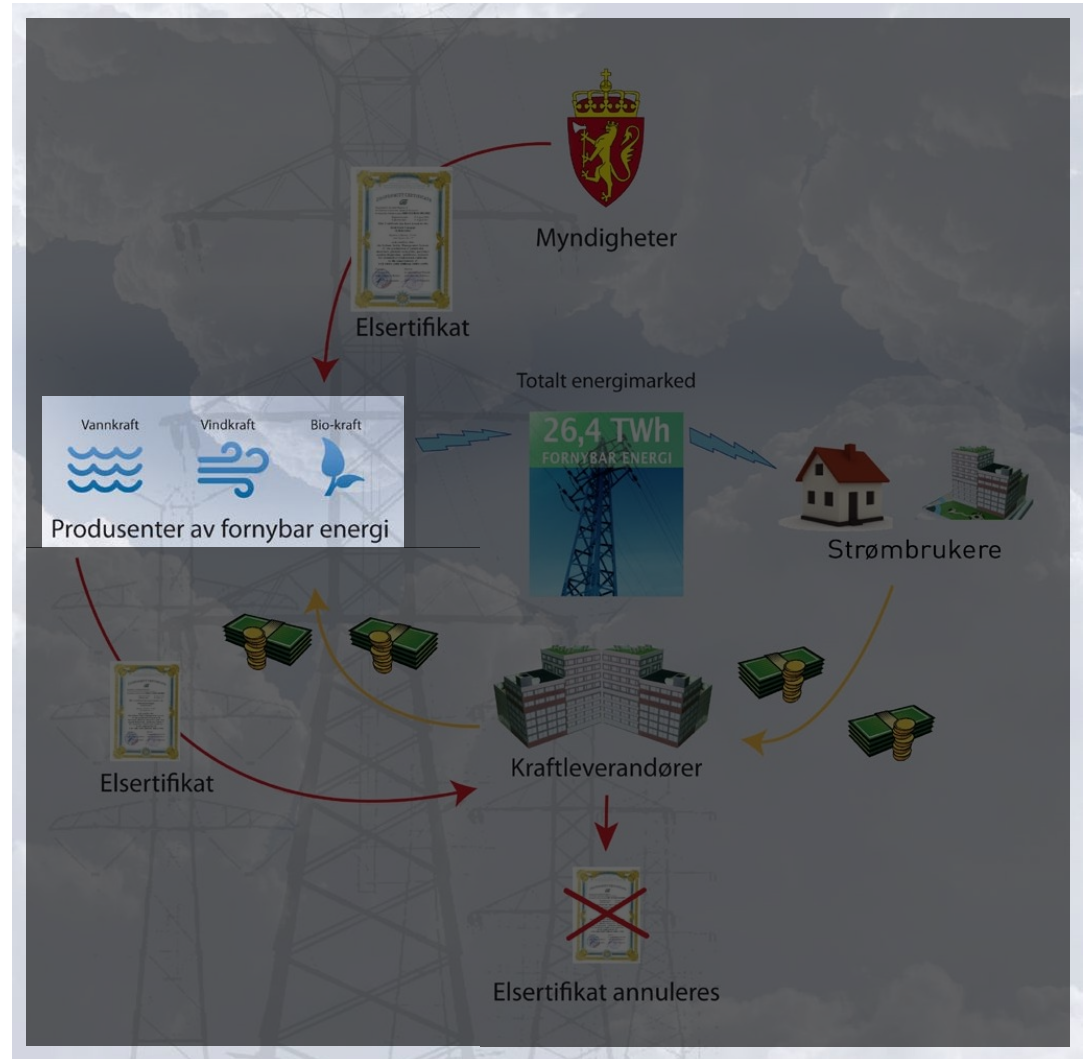 Myndigheter
Elsertifikat
Totalt energimarked
Vannkraft
Vindkraft
Bio-kraft
26,4 TWh
FORNYBAR ENERGI
Produsenter av fornybar energi
Strømbrukere
Kraftleverandører
Elsertifikat
Elsertifikat annuleres